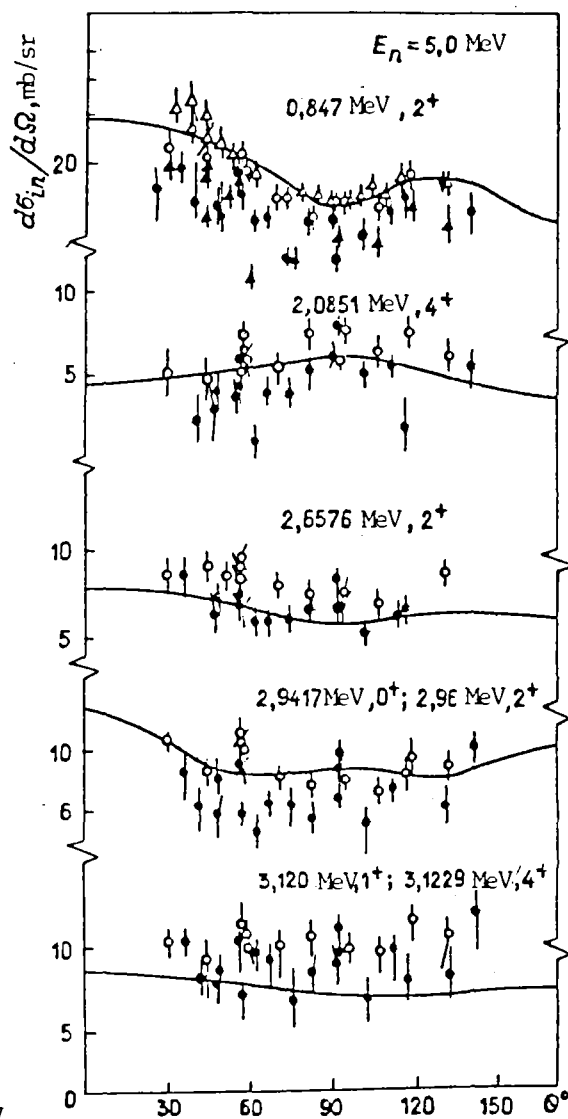 E_n = 5,0 MeV
dσ_in/dΩ, mb/sr
0,847 MeV, 2⁺
20
10
2,0851 MeV, 4⁺
5
2,6576 MeV, 2⁺
10
5
2,9417 MeV, 0⁺; 2,96 MeV, 2⁺
10
6
3,120 MeV, 1⁺; 3,1229 MeV, 4⁺
10
5
0
30 60 90 120 150 θ°